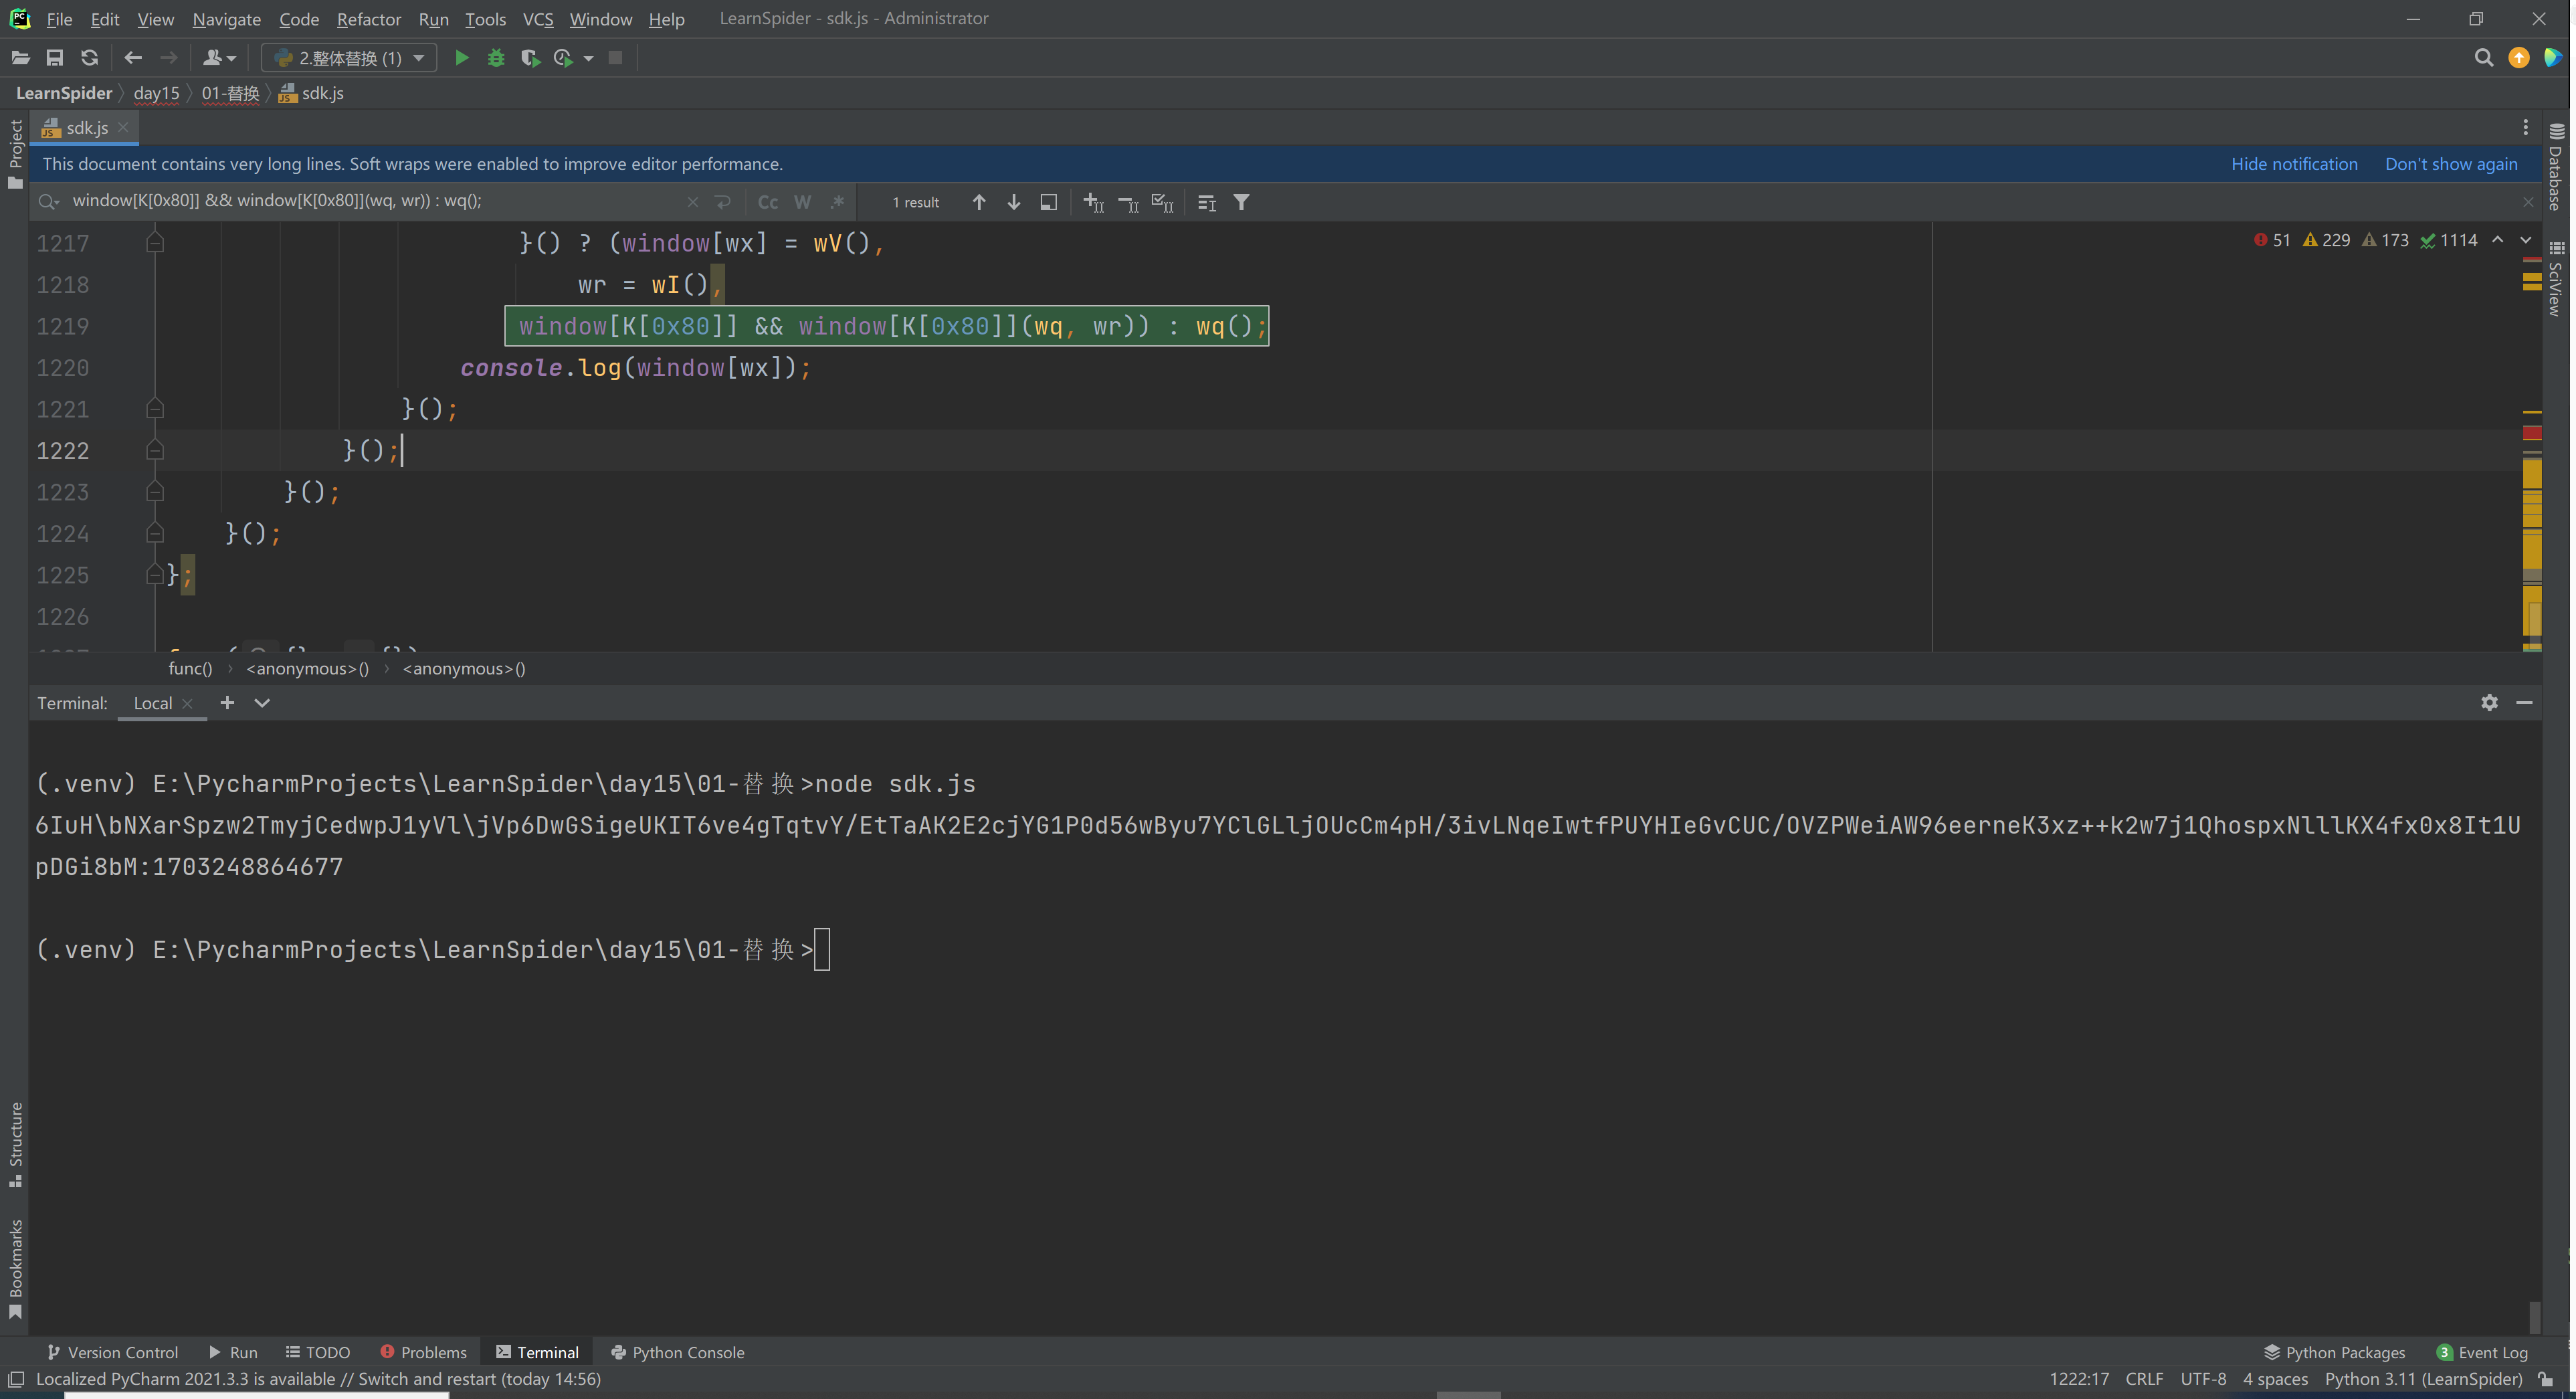 File Edit View Navigate Code Refactor Run Tools VCS Window Help LearnSpider - sdk.js - Administrator
2.整体替换 (1)
LearnSpider day15 01-替换 sdk.js
Project
sdk.js
This document contains very long lines. Soft wraps were enabled to improve editor performance. Hide notification Don't show again
window[K[0x80]] && window[K[0x80]](wq, wr)) : wq(); Cc W .* 1 result
51 229 173 1114
1217 }() ? (window[wx] = wV(),
1218 wr = wI(),
1219 window[K[0x80]] && window[K[0x80]](wq, wr)) : wq();
1220 console.log(window[wx]);
1221 }();
1222 }();
1223 }();
1224 }();
1225 };
1226
func() <anonymous>() <anonymous>()
Database
SciView
Terminal: Local
(.venv) E:\PycharmProjects\LearnSpider\day15\01-替换>node sdk.js
6IuH\bNXarSpzw2TmyjCedwpJ1yVl\jVp6DwGSigeUKIT6ve4gTqtvY/EtTaAK2E2cjYG1P0d56wByu7YClGLljOUcCm4pH/3ivLNqeIwtfPUYHIeGvCUC/OVZPWeiAW96eerneK3xz++k2w7j1QhospxNlllKX4fx0x8It1U
pDGi8bM:1703248864677
(.venv) E:\PycharmProjects\LearnSpider\day15\01-替换>
Structure
Bookmarks
Version Control Run TODO Problems Terminal Python Console Python Packages 3 Event Log
Localized PyCharm 2021.3.3 is available // Switch and restart (today 14:56) 1222:17 CRLF UTF-8 4 spaces Python 3.11 (LearnSpider)